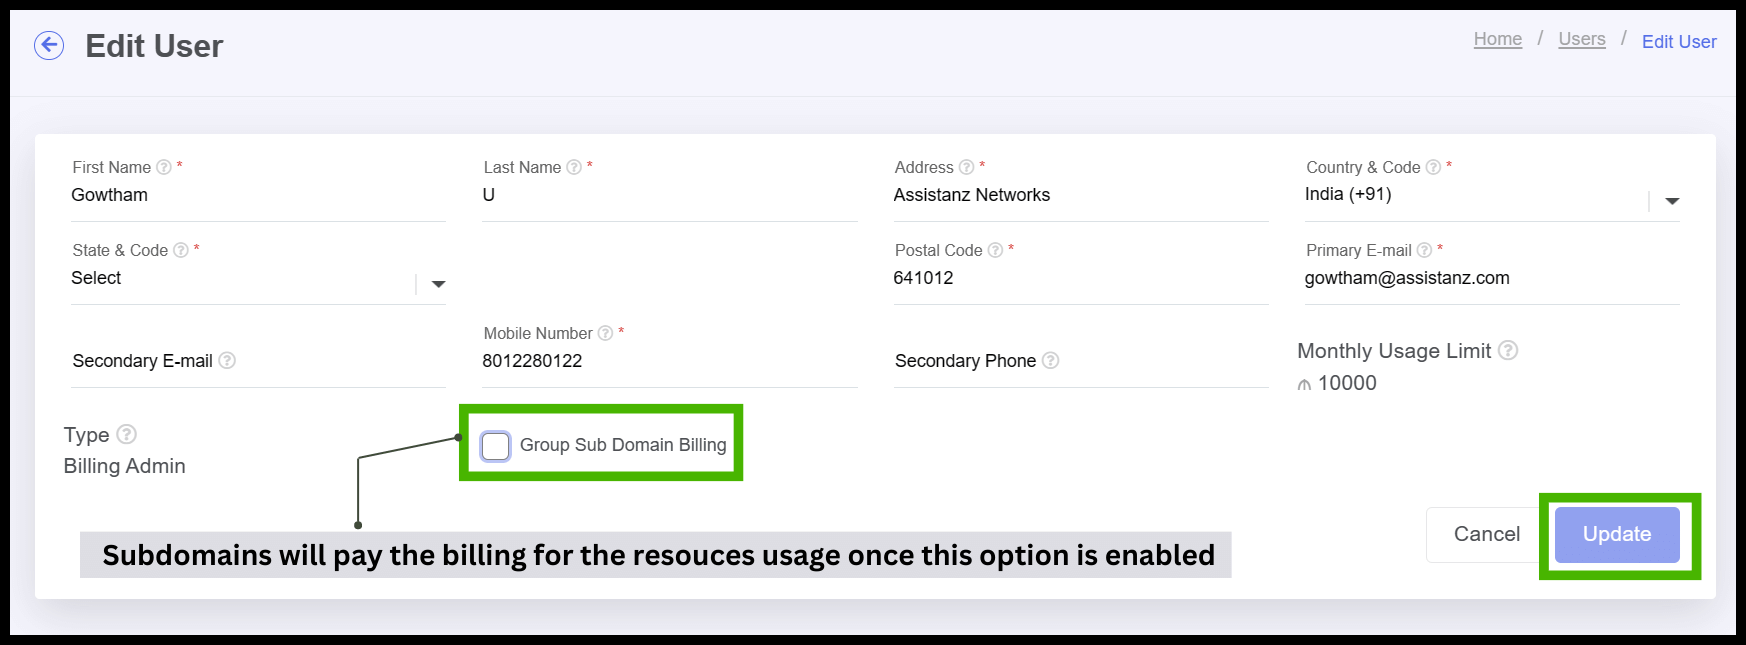 Edit User
Home / Users / Edit User
First Name ? *
Gowtham
Last Name ? *
U
Address ? *
Assistanz Networks
Country & Code ? *
India (+91)
State & Code ? *
Select
Postal Code ? *
641012
Primary E-mail ? *
gowtham@assistanz.com
Secondary E-mail ?
Mobile Number ? *
8012280122
Secondary Phone ?
Monthly Usage Limit ?
₼ 10000
Type ?
Billing Admin
Group Sub Domain Billing
Subdomains will pay the billing for the resouces usage once this option is enabled
Cancel
Update